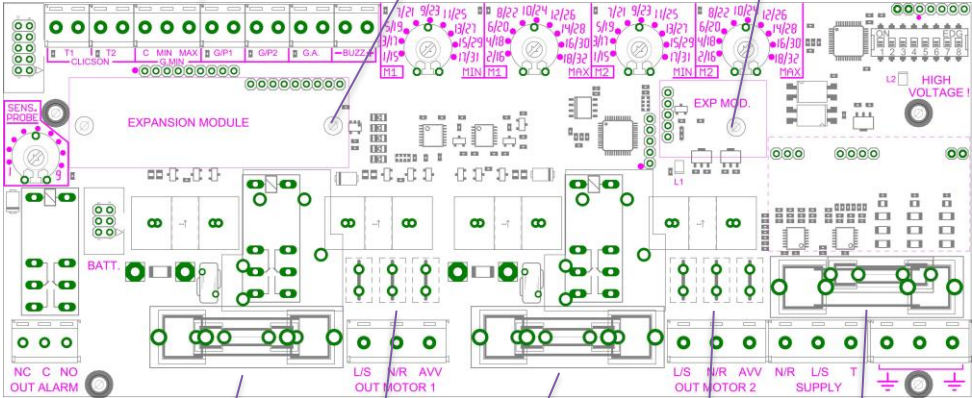 7/21 9/23 11/25
5/19 13/27
3/17 15/29
1/15 17/31
M1 MIN
8/22 10/24 12/26
6/20 14/28
4/18 16/30
2/16 18/32
M1 MAX
7/21 9/23 11/25
5/19 13/27
3/17 15/29
1/15 17/31
M2 MIN
8/22 10/24 12/26
6/20 14/28
4/18 16/30
2/16 18/32
M2 MAX
ON EDG
1 2 3 4 5 6 7 8
T1 T2 C MIN MAX G/P1 G/P2 G.A. BUZZ
CLICSON G.MIN
L2 HIGH
VOLTAGE !
SENS.
PROBE
1 9
EXPANSION MODULE
EXP MOD.
L1
BATT.
NC C NO
OUT ALARM
L/S N/R AVV
OUT MOTOR 1
L/S N/R AVV
OUT MOTOR 2
N/R L/S T
SUPPLY